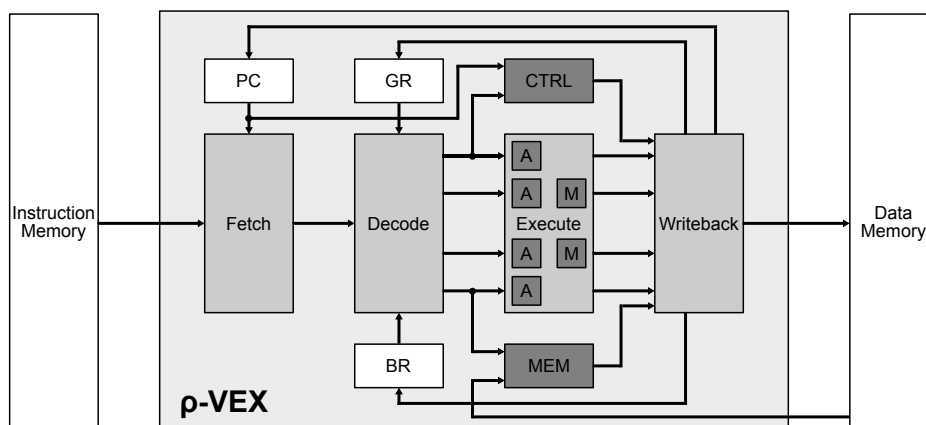 PC
GR
CTRL
A
A
M
Instruction
Memory
Fetch
Decode
Execute
Writeback
Data
Memory
A
M
A
BR
MEM
ρ-VEX